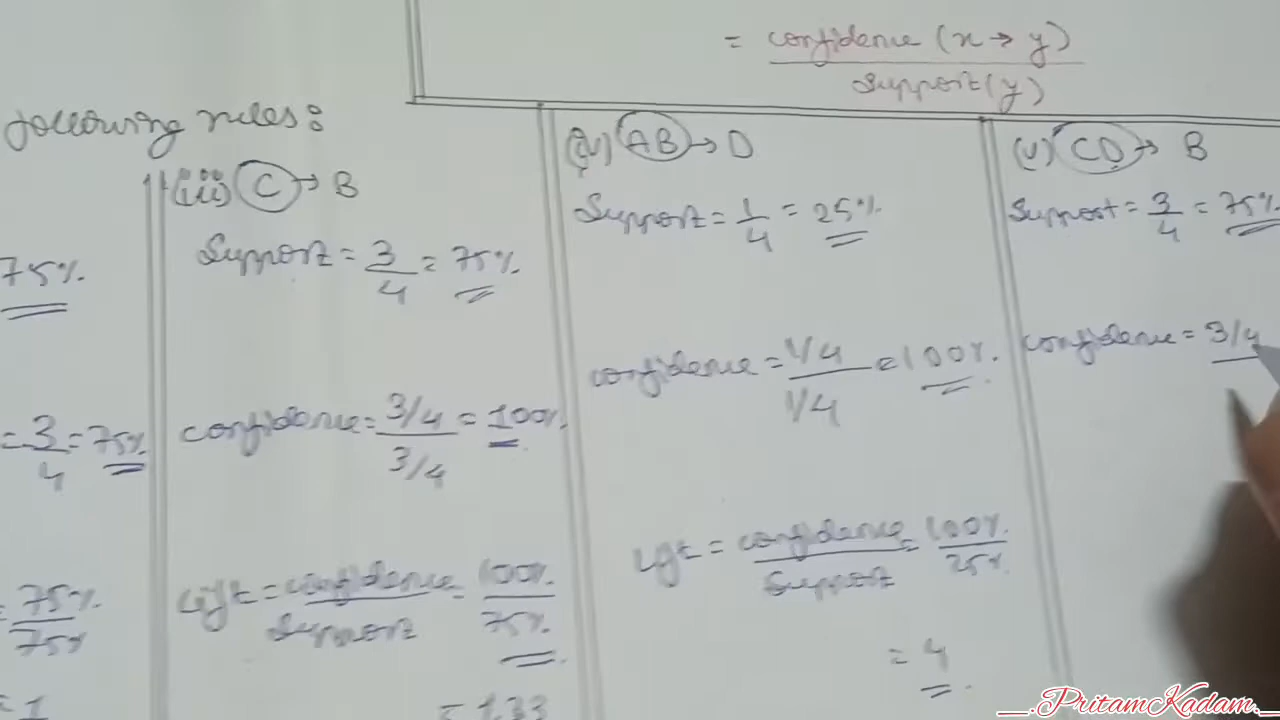 = confidence (x → y)
support(y)
following rules:
75%
= 3/4 = 75%
= 75%
75%
= 1
(iii) C → B
Support = 3/4 = 75%
confidence = 3/4 = 100%
3/4
Lift = confidence = 100%
Support 75%
= 1.33
(iv) AB → D
Support = 1/4 = 25%
confidence = 1/4 = 100%
1/4
Lift = confidence = 100%
Support 25%
= 4
(v) CD → B
Support = 3/4 = 75%
confidence = 3/4
_.PritamKadam._